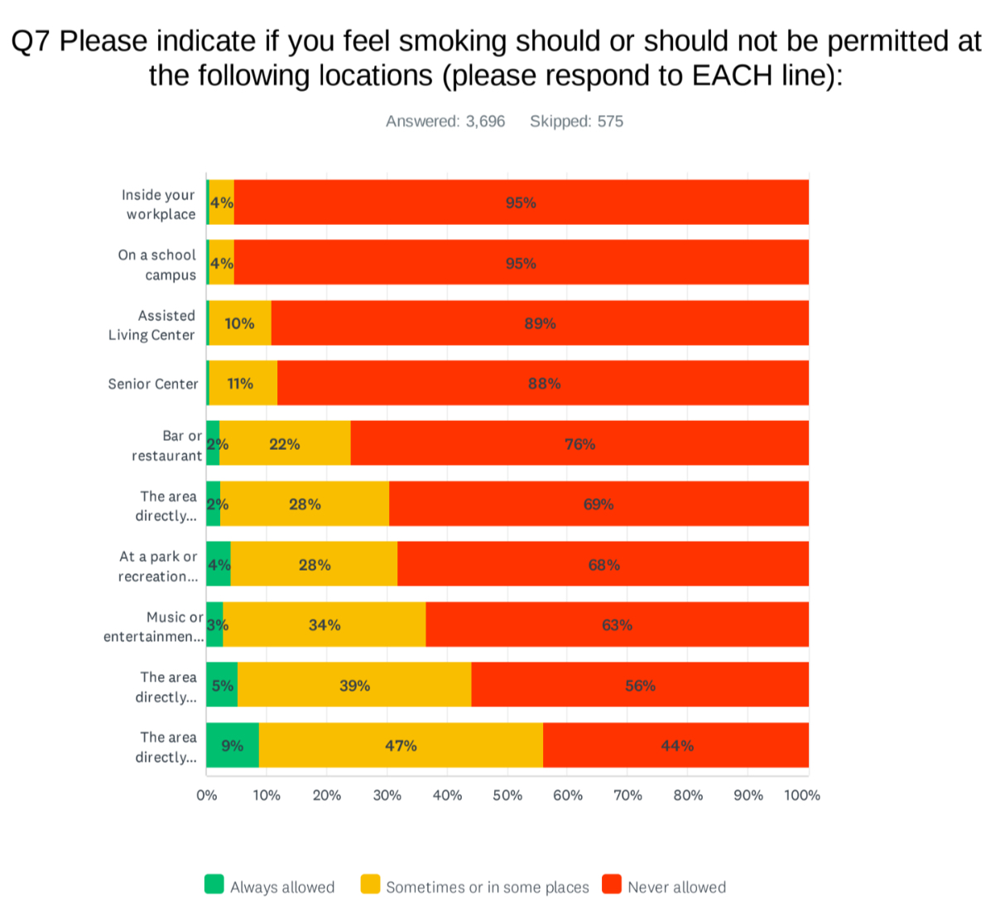 Q7 Please indicate if you feel smoking should or should not be permitted at
the following locations (please respond to EACH line):
Answered: 3,696 Skipped: 575
Inside your
workplace
4% 95%
On a school
campus
4% 95%
Assisted
Living Center
10% 89%
Senior Center
11% 88%
Bar or
restaurant
2% 22% 76%
The area
directly...
2% 28% 69%
At a park or
recreation...
4% 28% 68%
Music or
entertainmen...
3% 34% 63%
The area
directly...
5% 39% 56%
The area
directly...
9% 47% 44%
0% 10% 20% 30% 40% 50% 60% 70% 80% 90% 100%
Always allowed Sometimes or in some places Never allowed